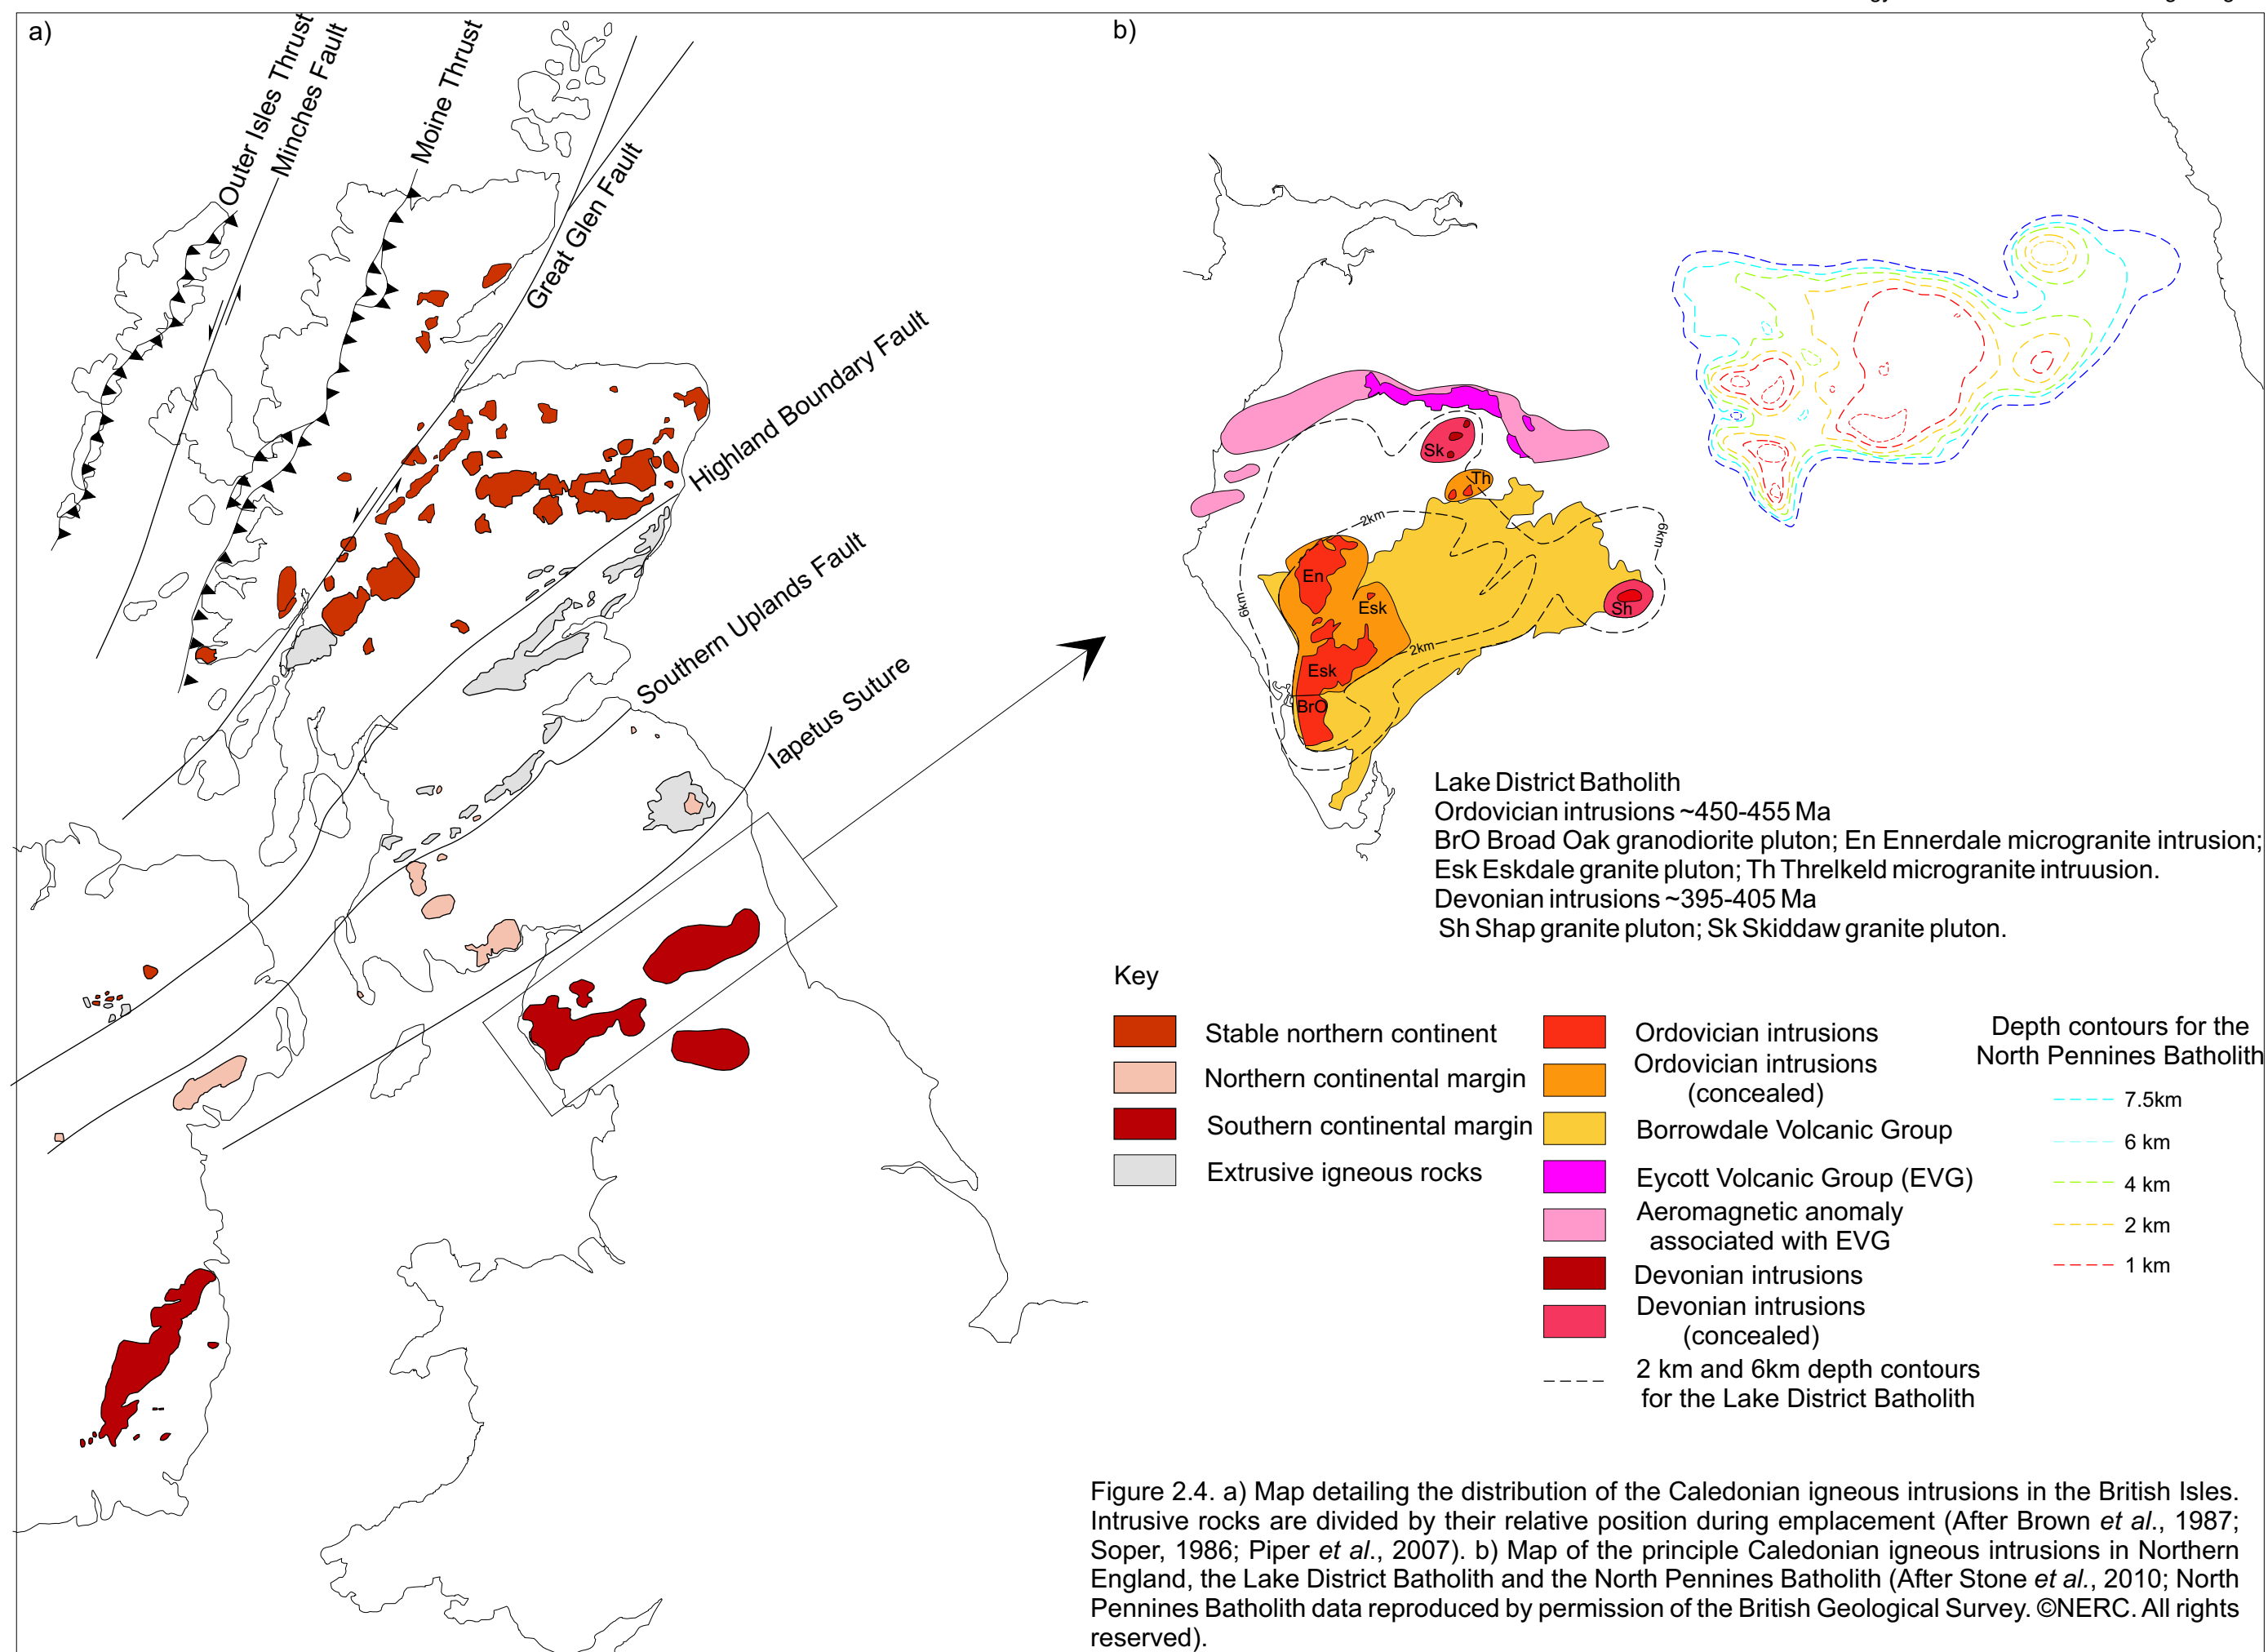 a)
Outer Isles Thrust
Minches Fault
Moine Thrust
Great Glen Fault
Highland Boundary Fault
Southern Uplands Fault
Iapetus Suture
b)
Sk
Th
2km
6km
En
Esk
6km
Sh
Esk
2km
BrO
Lake District Batholith
Ordovician intrusions ~450-455 Ma
BrO Broad Oak granodiorite pluton; En Ennerdale microgranite intrusion;
Esk Eskdale granite pluton; Th Threlkeld microgranite intruusion.
Devonian intrusions ~395-405 Ma
Sh Shap granite pluton; Sk Skiddaw granite pluton.
Key
Stable northern continent
Northern continental margin
Southern continental margin
Extrusive igneous rocks
Ordovician intrusions
Ordovician intrusions
(concealed)
Borrowdale Volcanic Group
Eycott Volcanic Group (EVG)
Aeromagnetic anomaly
associated with EVG
Devonian intrusions
Devonian intrusions
(concealed)
2 km and 6km depth contours
for the Lake District Batholith
Depth contours for the
North Pennines Batholith
7.5km
6 km
4 km
2 km
1 km
Figure 2.4. a) Map detailing the distribution of the Caledonian igneous intrusions in the British Isles.
Intrusive rocks are divided by their relative position during emplacement (After Brown et al., 1987;
Soper, 1986; Piper et al., 2007). b) Map of the principle Caledonian igneous intrusions in Northern
England, the Lake District Batholith and the North Pennines Batholith (After Stone et al., 2010; North
Pennines Batholith data reproduced by permission of the British Geological Survey. ©NERC. All rights
reserved).